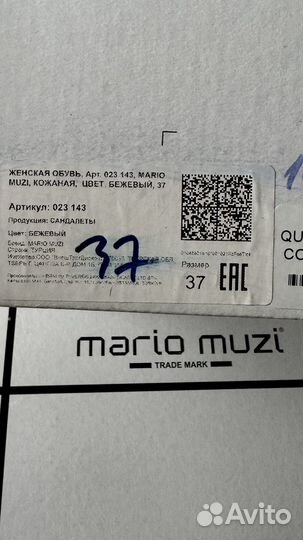 ЖЕНСКАЯ ОБУВЬ, Арт. 023 143, MARIO
MUZI, КОЖАНАЯ, ЦВЕТ БЕЖЕВЫЙ, 37
Артикул: 023 143
Продукция: САНДАЛЕТЫ
Цвет: БЕЖЕВЫЙ
Бренд: MARIO MUZI
Страна: ТУРЦИЯ
37
Размер
37 EAC
QU
CO
mario muzi
TRADE MARK
Avito